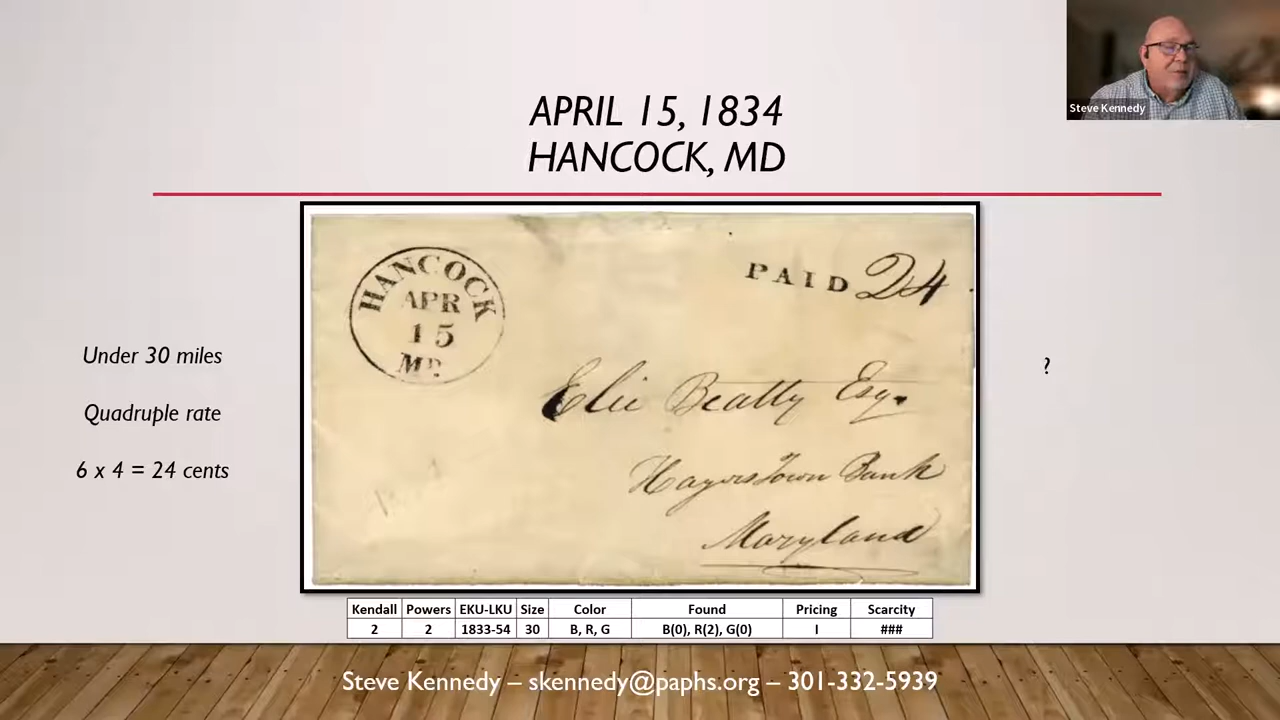 Steve Kennedy
APRIL 15, 1834
HANCOCK, MD
Under 30 miles
Quadruple rate
6 x 4 = 24 cents
HANCOCK
APR
15
MD.
PAID 24
Elie Beatty Esq.
HagersTown Bank
Maryland
?
Kendall Powers EKU-LKU Size Color Found Pricing Scarcity
2 2 1833-54 30 B, R, G B(0), R(2), G(0) I ###
Steve Kennedy – skennedy@paphs.org – 301-332-5939